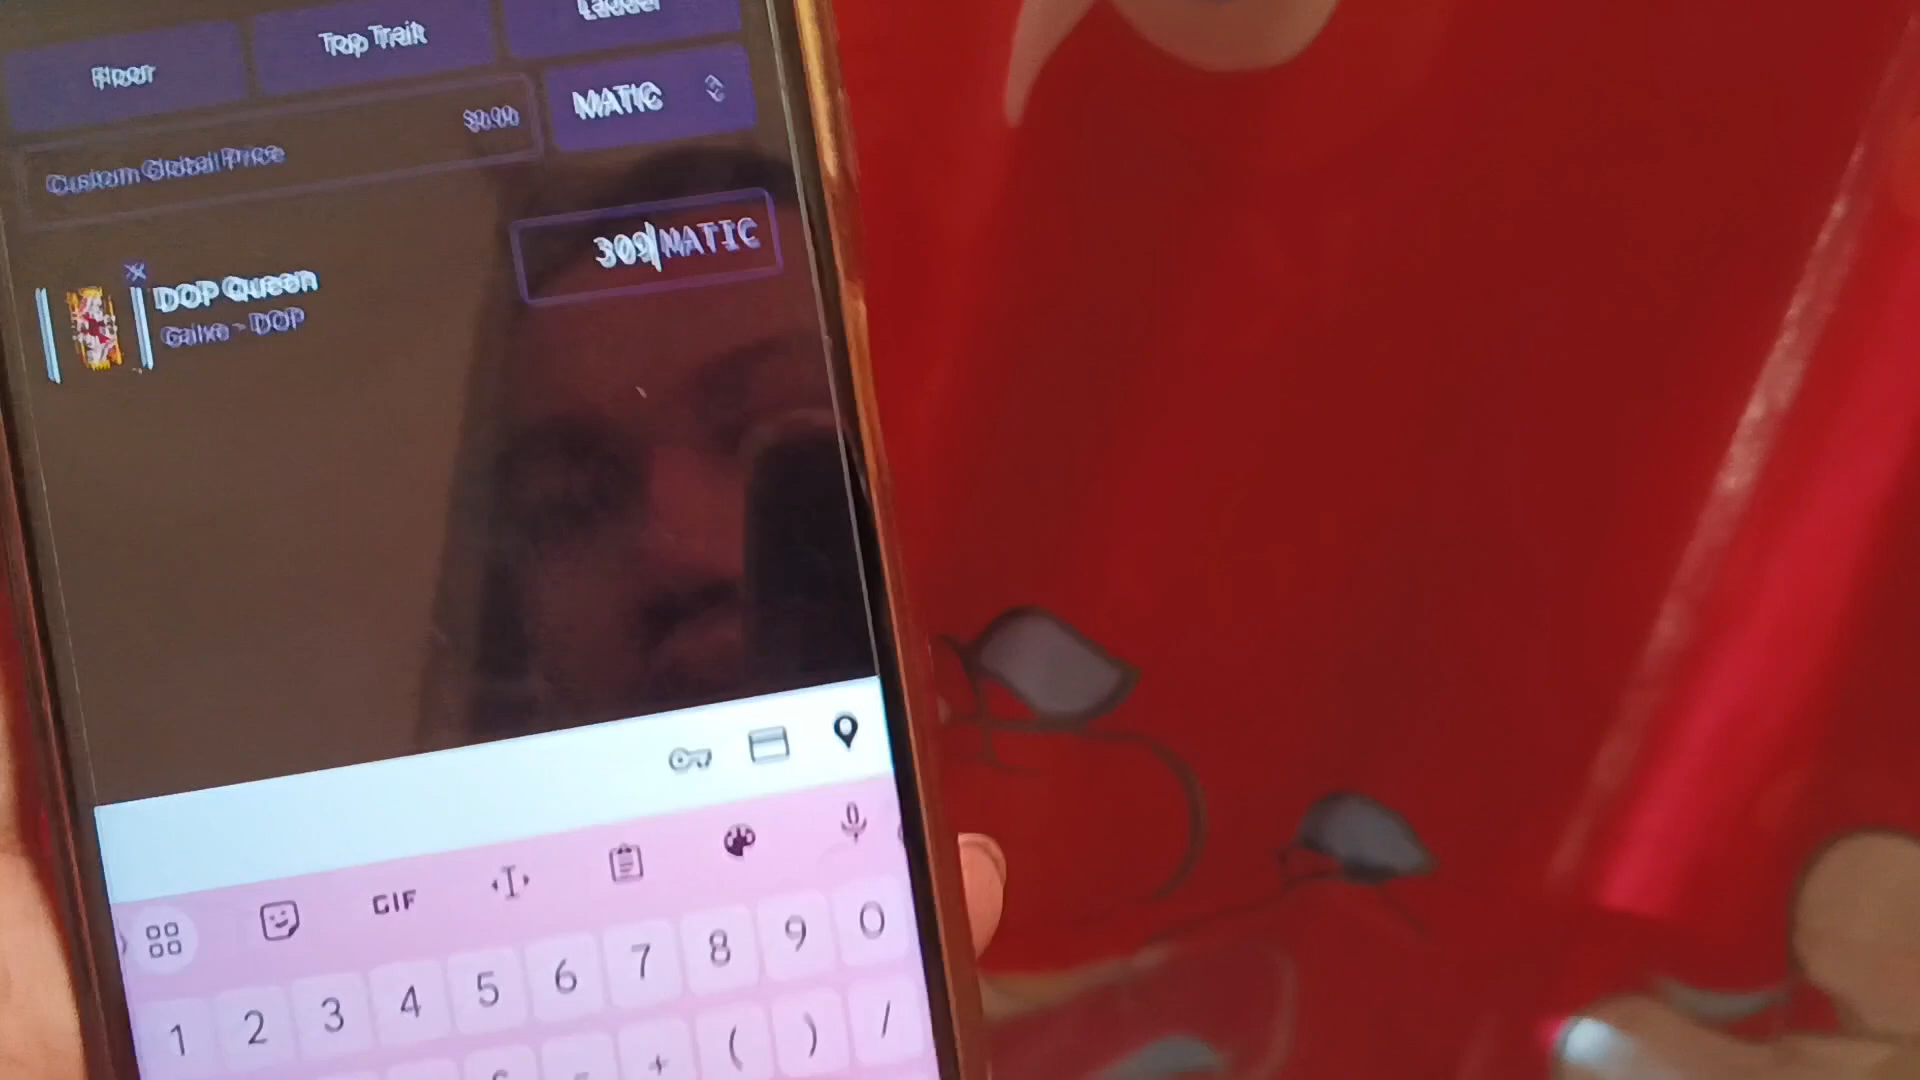 Ladder
Floor
Top Trait
MATIC
$0.00
Custom Global Price
309 MATIC
DOP Queen
- DOP
GIF
1 2 3 4 5 6 7 8 9 0
+ ( ) /